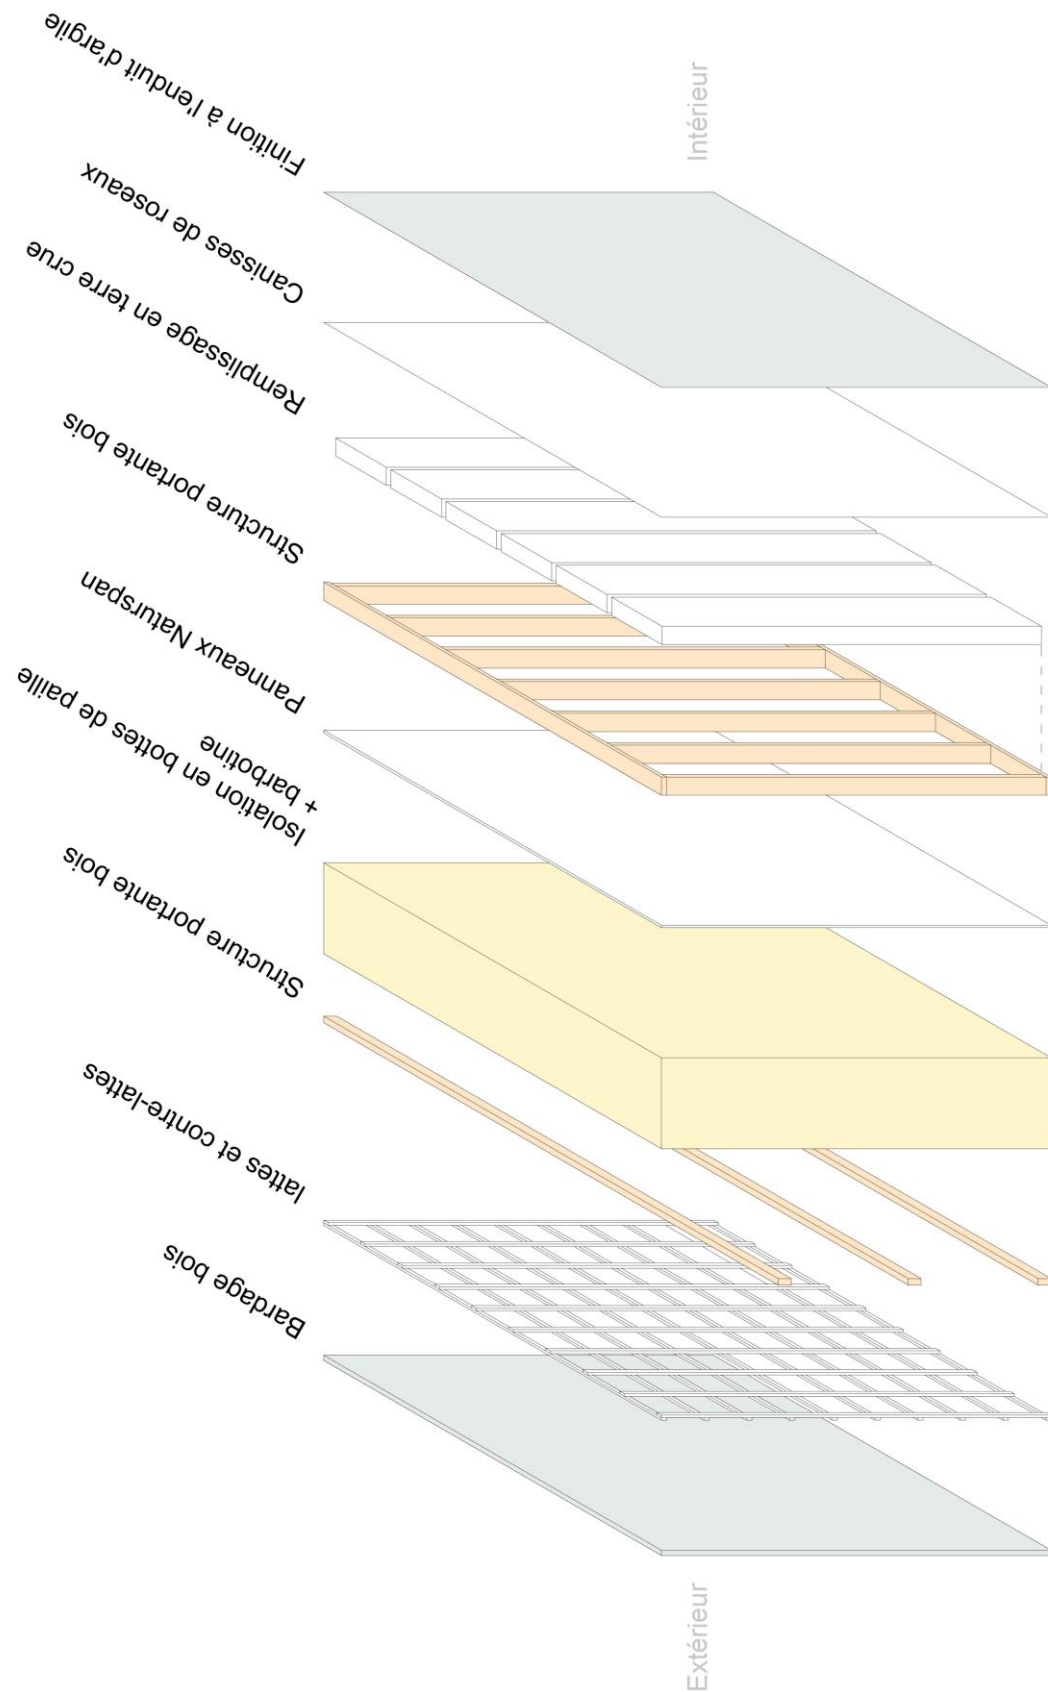 Intérieur
Finition à l'enduit d'argile
Canisses de roseaux
Remplissage en terre crue
Structure portante bois
Panneaux Naturspan
Isolation en bottes de paille
+ barbotine
Structure portante bois
lattes et contre-lattes
Bardage bois
Extérieur